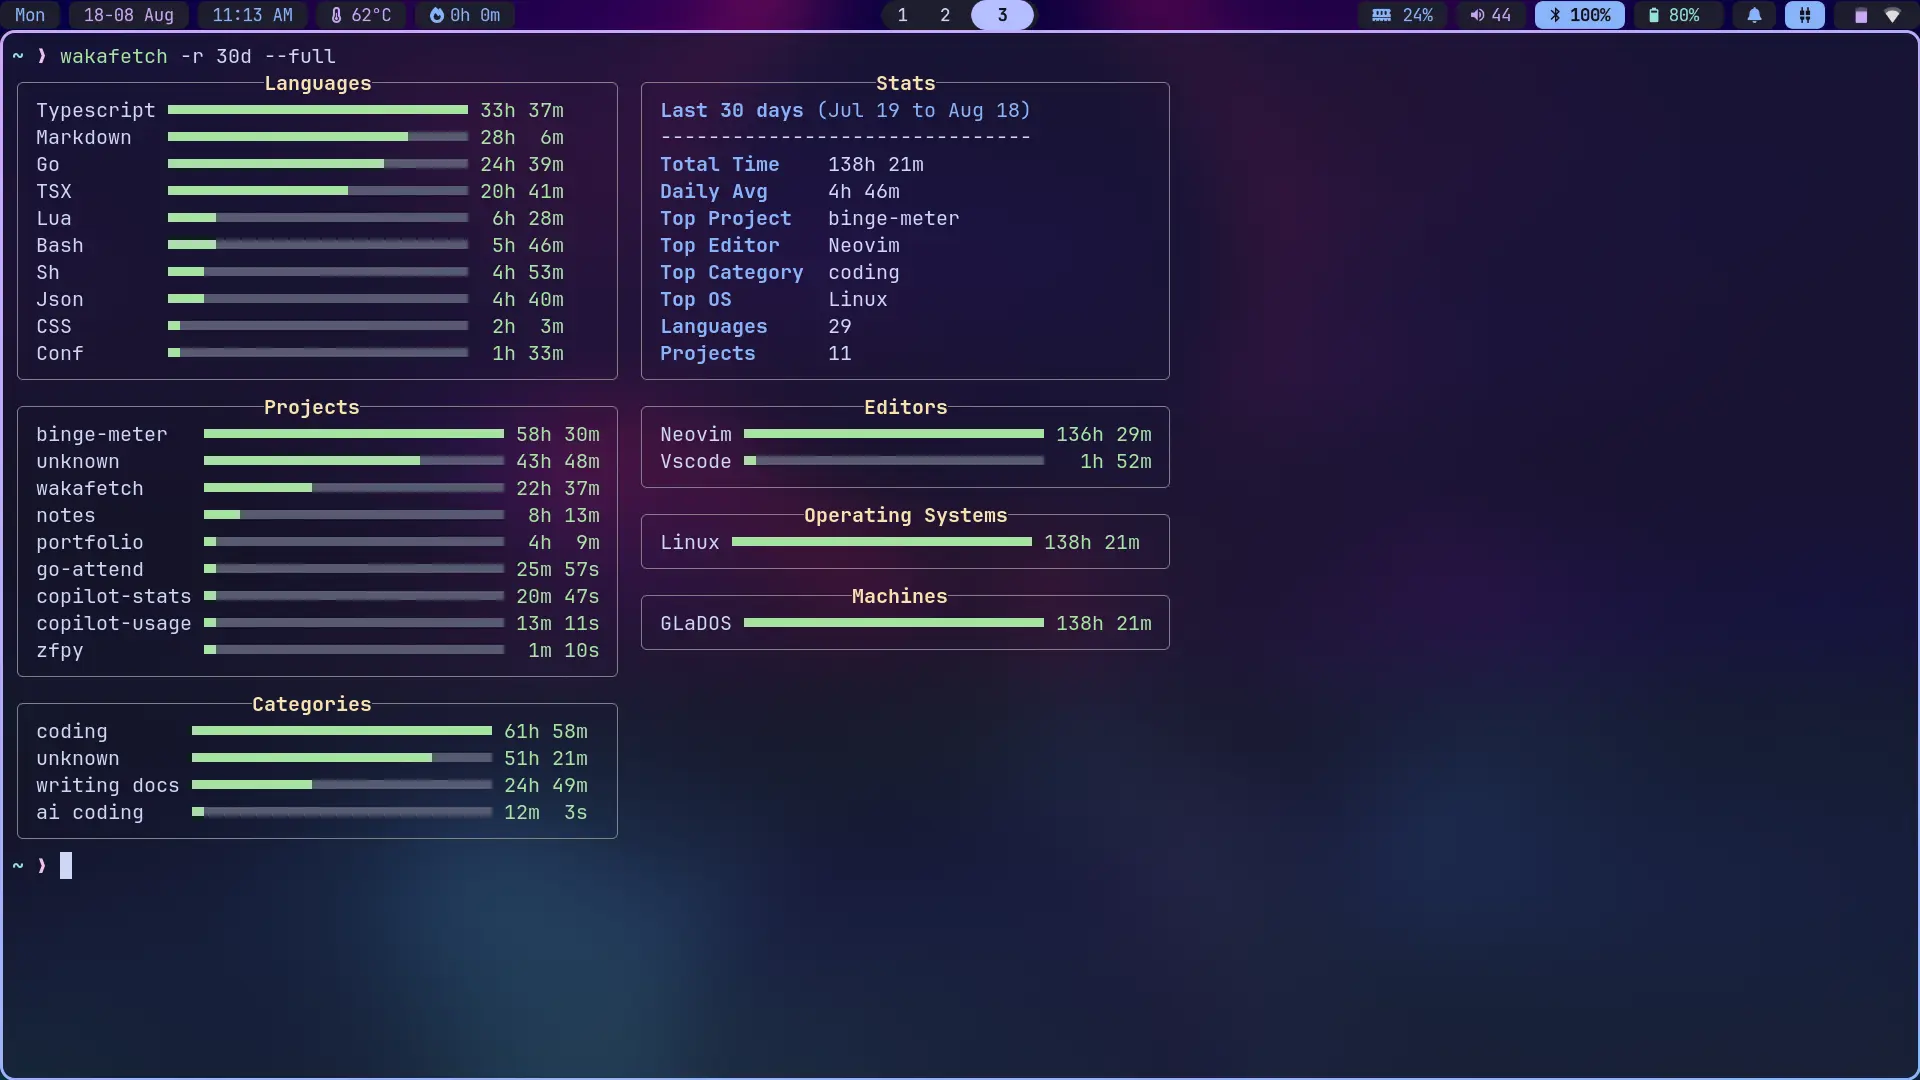 Mon 18-08 Aug 11:13 AM 62°C 0h 0m 1 2 3 24% 44 100% 80%
~ ❯ wakafetch -r 30d --full
Languages
Typescript 33h 37m
Markdown 28h 6m
Go 24h 39m
TSX 20h 41m
Lua 6h 28m
Bash 5h 46m
Sh 4h 53m
Json 4h 40m
CSS 2h 3m
Conf 1h 33m
Stats
Last 30 days (Jul 19 to Aug 18)
-------------------------------
Total Time 138h 21m
Daily Avg 4h 46m
Top Project binge-meter
Top Editor Neovim
Top Category coding
Top OS Linux
Languages 29
Projects 11
Projects
binge-meter 58h 30m
unknown 43h 48m
wakafetch 22h 37m
notes 8h 13m
portfolio 4h 9m
go-attend 25m 57s
copilot-stats 20m 47s
copilot-usage 13m 11s
zfpy 1m 10s
Editors
Neovim 136h 29m
Vscode 1h 52m
Operating Systems
Linux 138h 21m
Machines
GLaDOS 138h 21m
Categories
coding 61h 58m
unknown 51h 21m
writing docs 24h 49m
ai coding 12m 3s
~ ❯